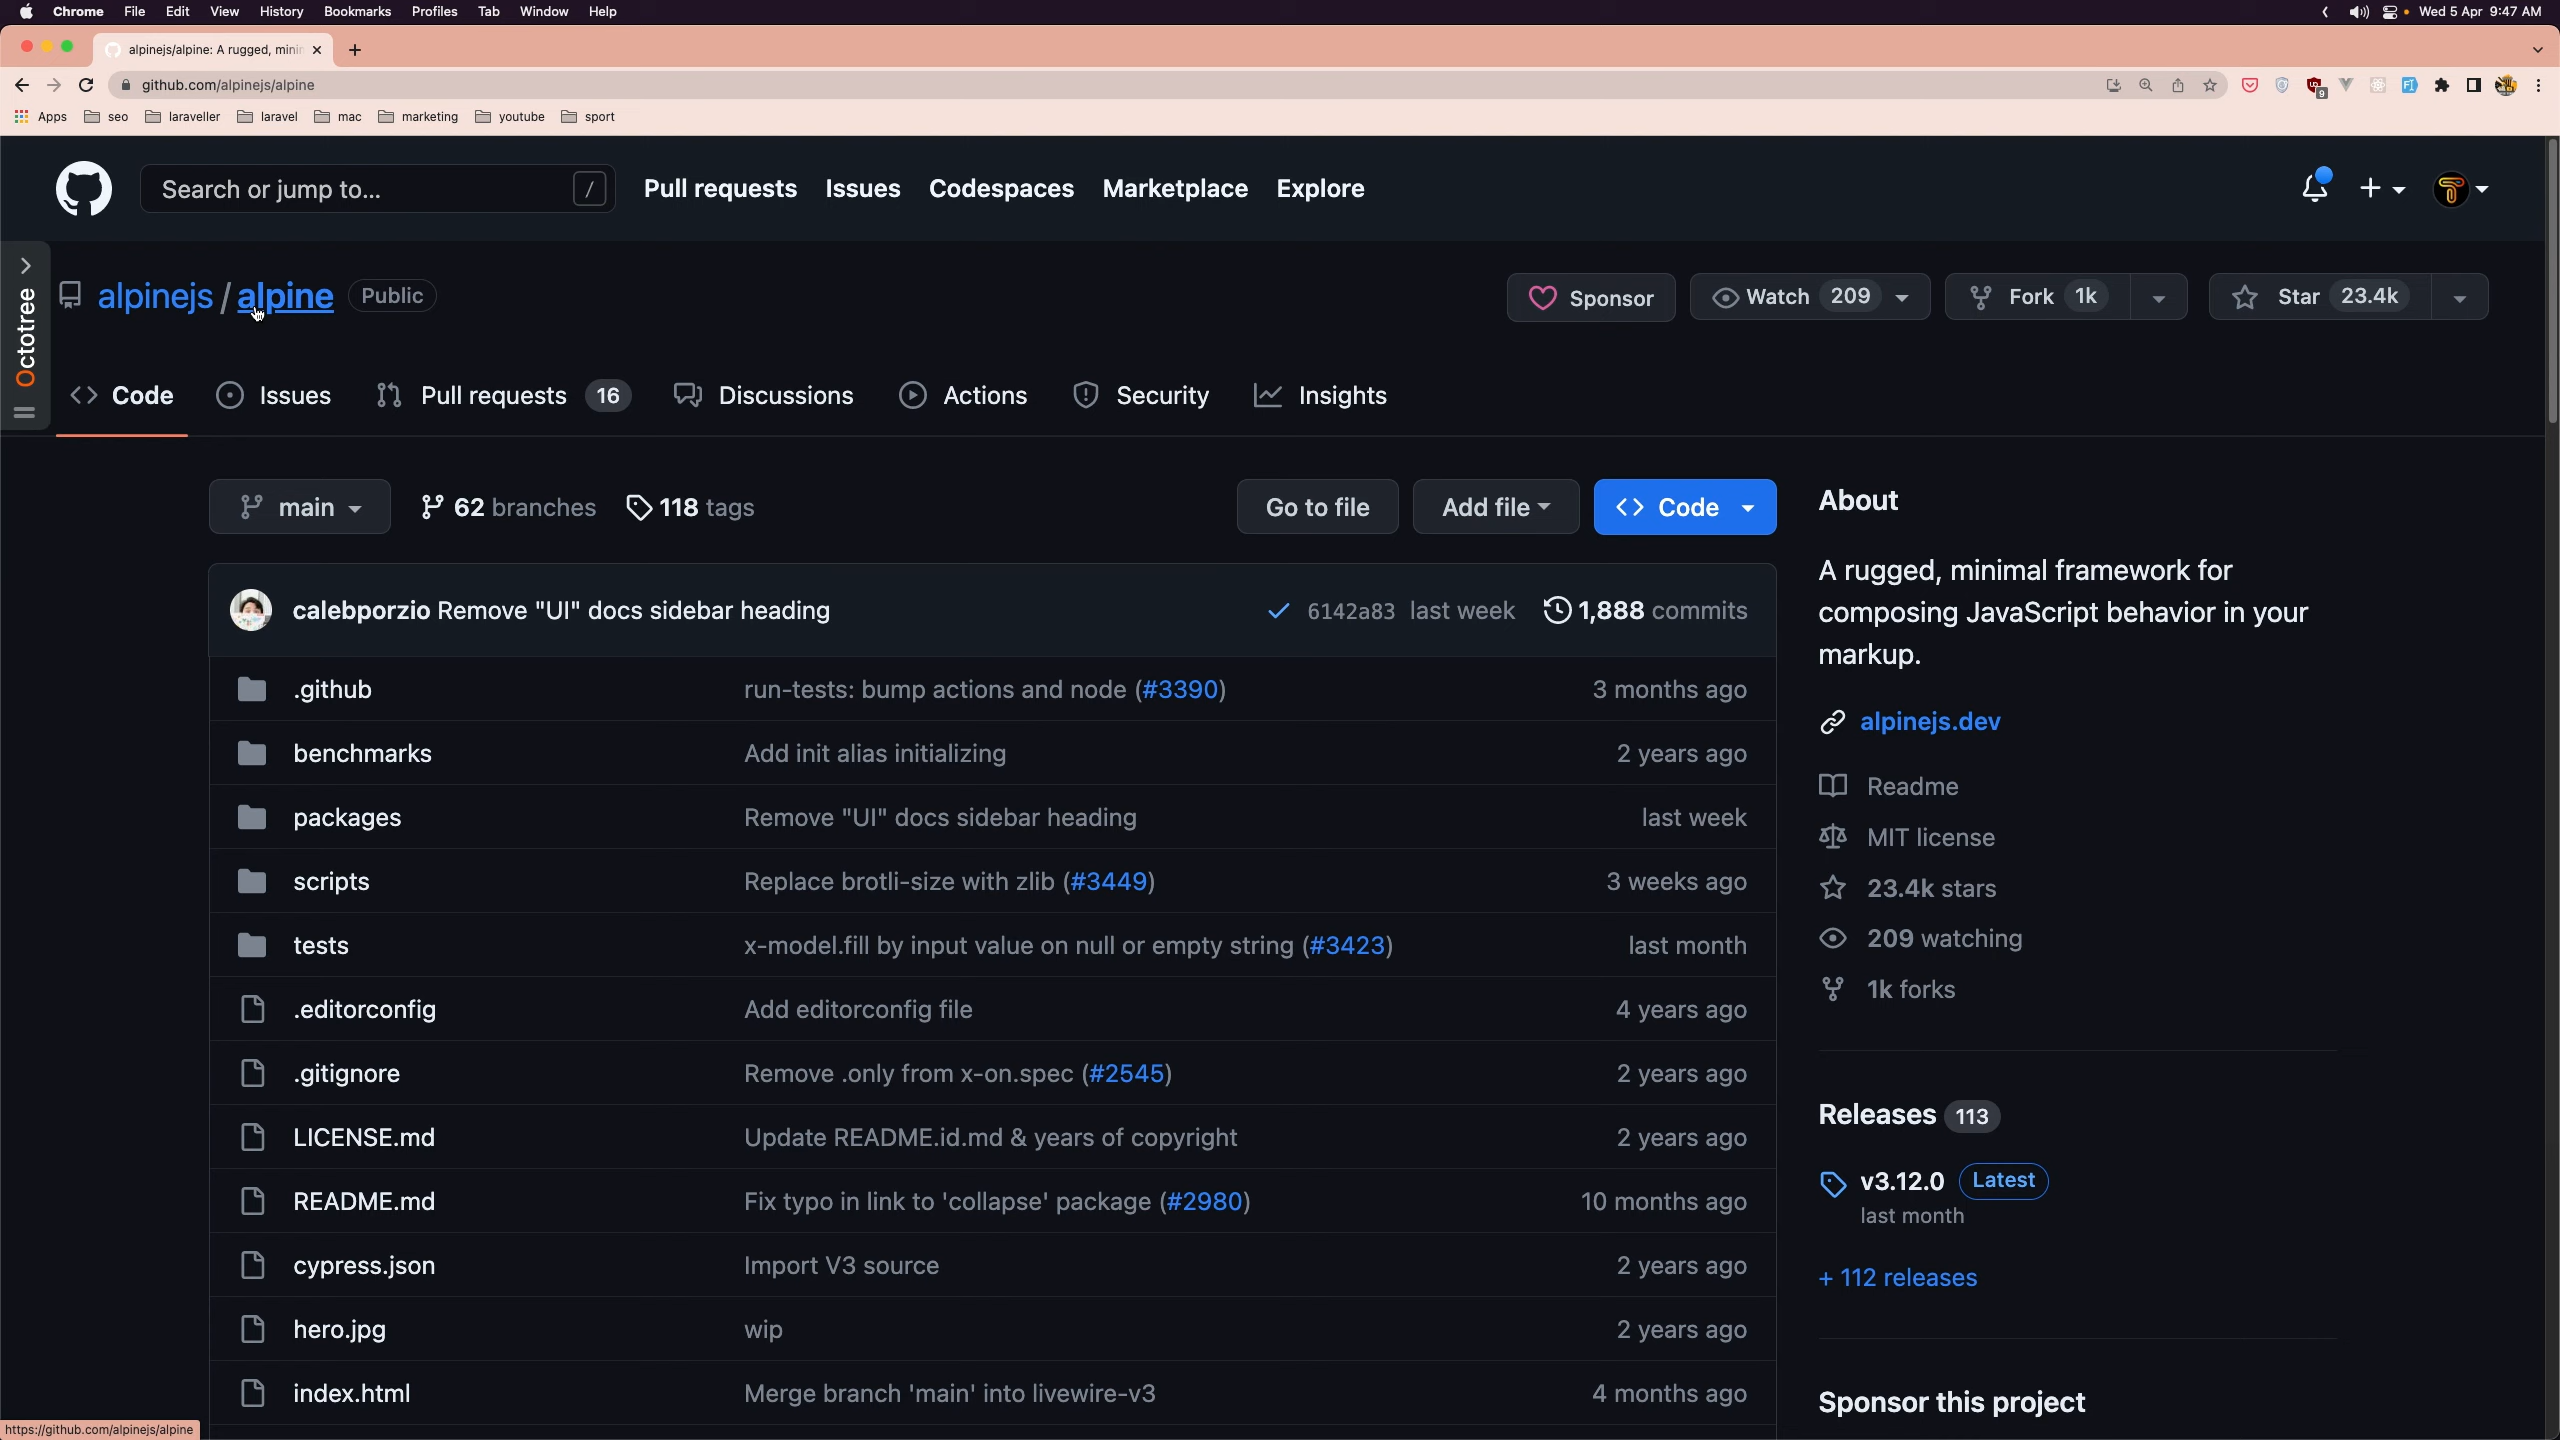 Chrome File Edit View History Bookmarks Profiles Tab Window Help Wed 5 Apr 9:47 AM
alpinejs/alpine: A rugged, mini
github.com/alpinejs/alpine
Apps seo laraveller laravel mac marketing youtube sport
Search or jump to... / Pull requests Issues Codespaces Marketplace Explore
Octotree
alpinejs / alpine Public Sponsor Watch 209 Fork 1k Star 23.4k
Code Issues Pull requests 16 Discussions Actions Security Insights
main 62 branches 118 tags Go to file Add file Code
calebporzio Remove "UI" docs sidebar heading 6142a83 last week 1,888 commits
.github run-tests: bump actions and node (#3390) 3 months ago
benchmarks Add init alias initializing 2 years ago
packages Remove "UI" docs sidebar heading last week
scripts Replace brotli-size with zlib (#3449) 3 weeks ago
tests x-model.fill by input value on null or empty string (#3423) last month
.editorconfig Add editorconfig file 4 years ago
.gitignore Remove .only from x-on.spec (#2545) 2 years ago
LICENSE.md Update README.id.md & years of copyright 2 years ago
README.md Fix typo in link to 'collapse' package (#2980) 10 months ago
cypress.json Import V3 source 2 years ago
hero.jpg wip 2 years ago
index.html Merge branch 'main' into livewire-v3 4 months ago
About
A rugged, minimal framework for
composing JavaScript behavior in your
markup.
alpinejs.dev
Readme
MIT license
23.4k stars
209 watching
1k forks
Releases 113
v3.12.0 Latest
last month
+ 112 releases
Sponsor this project
https://github.com/alpinejs/alpine